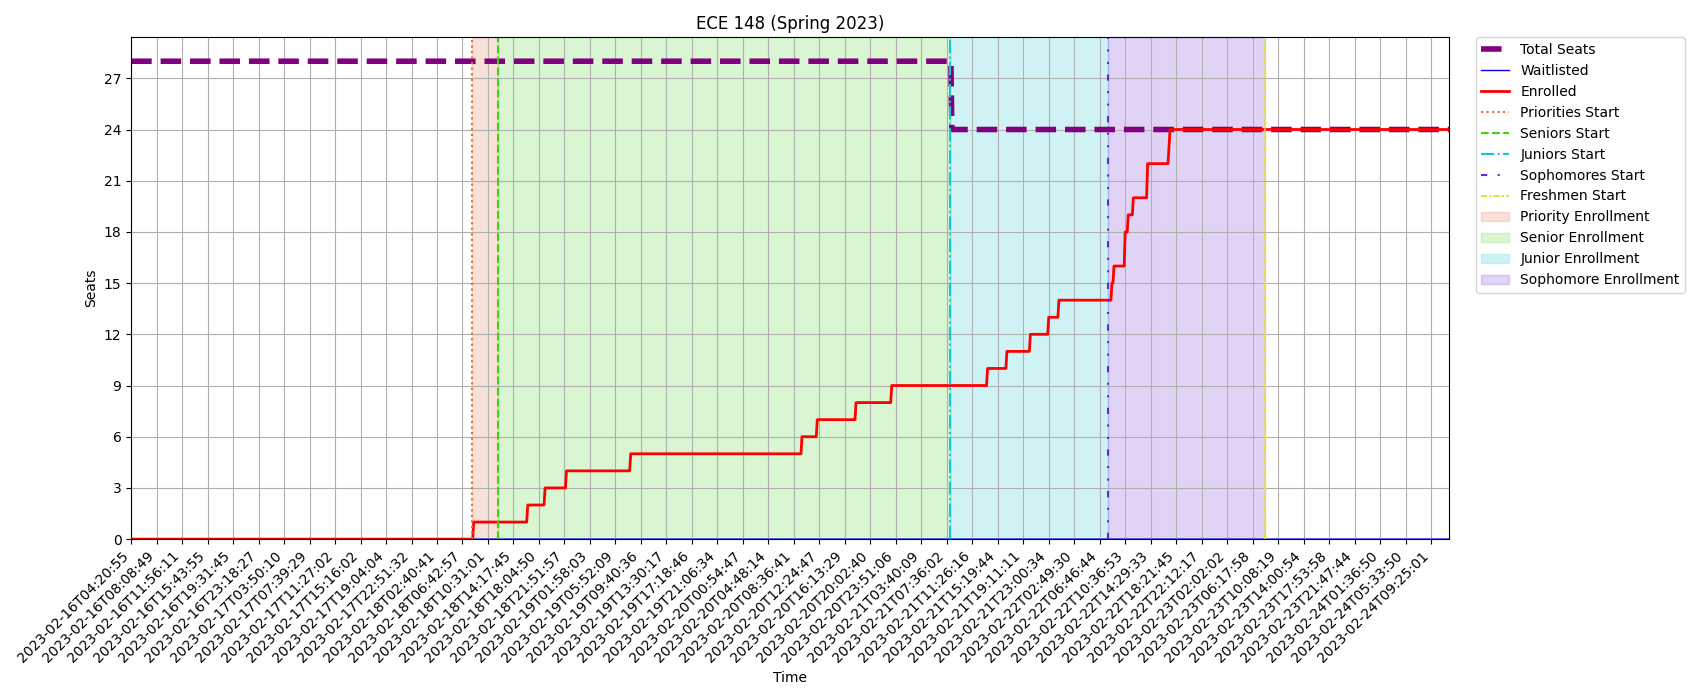 ECE 148 (Spring 2023)
Total Seats
Waitlisted
Enrolled
Priorities Start
Seniors Start
Juniors Start
Sophomores Start
Freshmen Start
Priority Enrollment
Senior Enrollment
Junior Enrollment
Sophomore Enrollment
Seats
27
24
21
18
15
12
9
6
3
0
2023-02-16T04:20:55
2023-02-16T08:08:49
2023-02-16T11:56:11
2023-02-16T15:43:55
2023-02-16T19:31:45
2023-02-16T23:18:27
2023-02-17T03:50:10
2023-02-17T07:39:29
2023-02-17T11:27:02
2023-02-17T15:16:02
2023-02-17T19:04:04
2023-02-17T22:51:32
2023-02-18T02:40:41
2023-02-18T06:42:57
2023-02-18T10:31:01
2023-02-18T14:17:45
2023-02-18T18:04:50
2023-02-18T21:51:57
2023-02-19T01:58:03
2023-02-19T05:52:09
2023-02-19T09:40:36
2023-02-19T13:30:17
2023-02-19T17:18:46
2023-02-19T21:06:34
2023-02-20T00:54:47
2023-02-20T04:48:14
2023-02-20T08:36:41
2023-02-20T12:24:47
2023-02-20T16:13:29
2023-02-20T20:02:40
2023-02-20T23:51:06
2023-02-21T03:40:09
2023-02-21T07:36:02
2023-02-21T11:26:16
2023-02-21T15:19:44
2023-02-21T19:11:11
2023-02-21T23:00:34
2023-02-22T02:49:30
2023-02-22T06:46:44
2023-02-22T10:36:53
2023-02-22T14:29:33
2023-02-22T18:21:45
2023-02-22T22:12:17
2023-02-23T02:02:02
2023-02-23T06:17:58
2023-02-23T10:08:19
2023-02-23T14:00:54
2023-02-23T17:53:58
2023-02-23T21:47:44
2023-02-24T01:36:50
2023-02-24T05:33:50
2023-02-24T09:25:01
Time